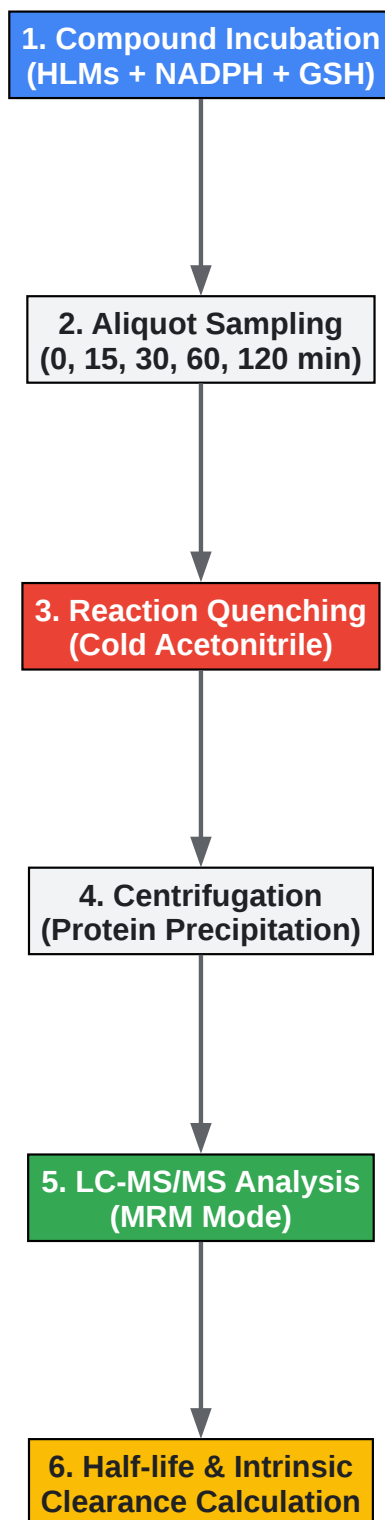 1. Compound Incubation
(HLMs + NADPH + GSH)
2. Aliquot Sampling
(0, 15, 30, 60, 120 min)
3. Reaction Quenching
(Cold Acetonitrile)
4. Centrifugation
(Protein Precipitation)
5. LC-MS/MS Analysis
(MRM Mode)
6. Half-life & Intrinsic
Clearance Calculation